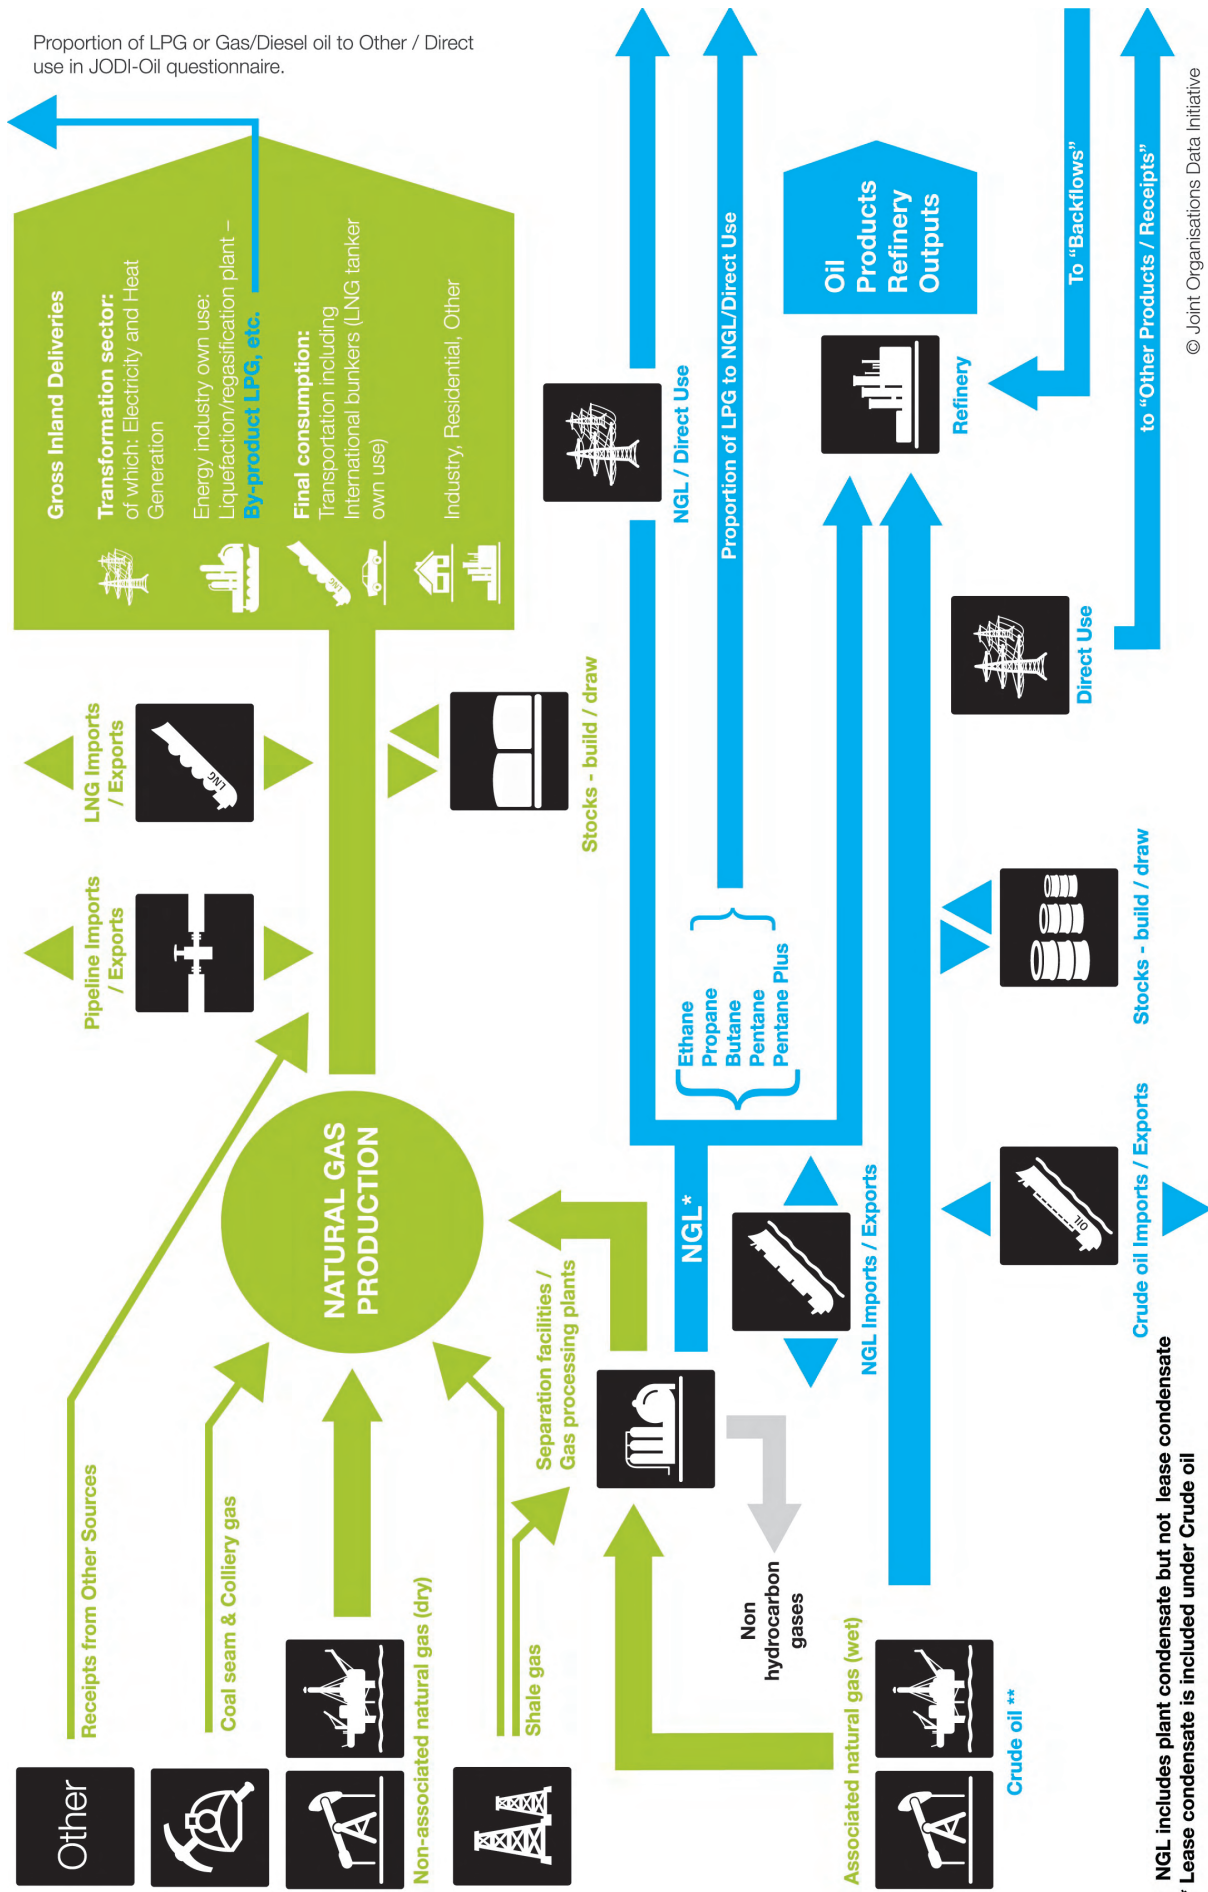 Proportion of LPG or Gas/Diesel oil to Other / Direct
use in JODI-Oil questionnaire.
Other
Receipts from Other Sources
Coal seam & Colliery gas
Non-associated natural gas (dry)
Shale gas
NATURAL GAS
PRODUCTION
Separation facilities /
Gas processing plants
Pipeline Imports
/ Exports
LNG Imports
/ Exports
LNG
Stocks - build / draw
Gross Inland Deliveries
Transformation sector:
of which: Electricity and Heat
Generation
Energy industry own use:
Liquefaction/regasification plant –
By-product LPG, etc.
Final consumption:
Transportation including
International bunkers (LNG tanker
own use)
LNG
Industry, Residential, Other
Associated natural gas (wet)
Crude oil **
Non
hydrocarbon
gases
NGL*
NGL Imports / Exports
Ethane
Propane
Butane
Pentane
Pentane Plus
NGL / Direct Use
Proportion of LPG to NGL/Direct Use
Crude oil Imports / Exports
OIL
Stocks - build / draw
Direct Use
Refinery
Oil
Products
Refinery
Outputs
To “Backflows”
to “Other Products / Receipts”
NGL includes plant condensate but not lease condensate
* Lease condensate is included under Crude oil
© Joint Organisations Data Initiative